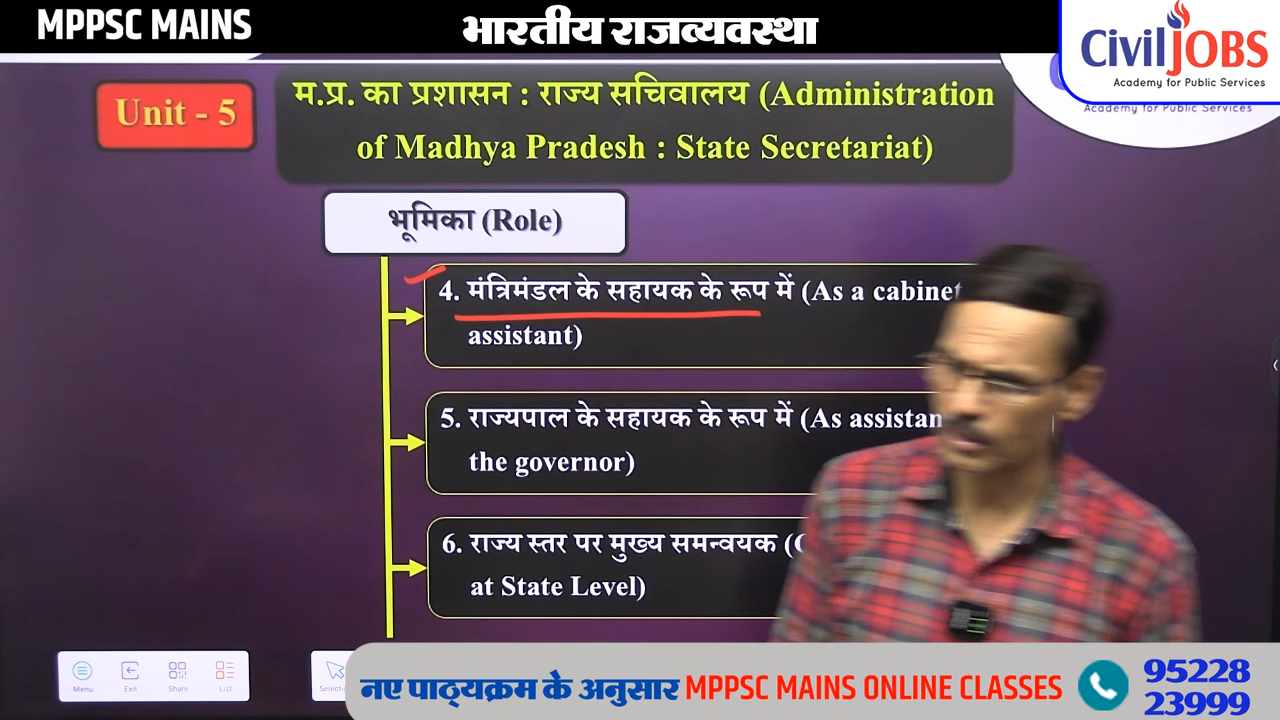 MPPSC MAINS
भारतीय राजव्यवस्था
Civil JOBS
Academy for Public Services
Academy for Public Services
Unit - 5
म.प्र. का प्रशासन : राज्य सचिवालय (Administration
of Madhya Pradesh : State Secretariat)
भूमिका (Role)
4. मंत्रिमंडल के सहायक के रूप में (As a cabinet
assistant)
5. राज्यपाल के सहायक के रूप में (As
the governor)
6. राज्य स्तर पर मुख्य समन्वयक
at State Level)
Menu
Exit
Share
List
नए पाठ्यक्रम के अनुसार MPPSC MAINS ONLINE CLASSES
95228
23999